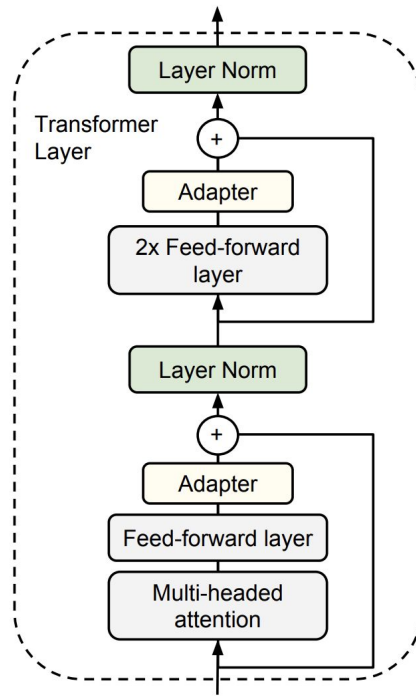 Layer Norm
Transformer
Layer
+
Adapter
2x Feed-forward
layer
Layer Norm
+
Adapter
Feed-forward layer
Multi-headed
attention